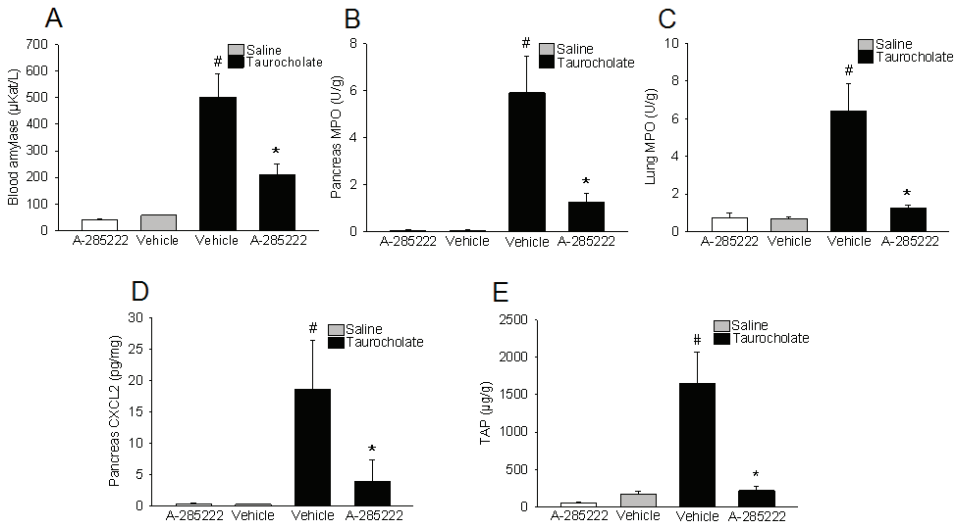 A
Blood amylase (µKat/L)
700
600
500
400
300
200
100
0
Saline
Taurocholate
#
*
A-285222 Vehicle Vehicle A-285222
B
Pancreas MPO (U/g)
8
6
4
2
0
Saline
Taurocholate
#
*
A-285222 Vehicle Vehicle A-285222
C
Lung MPO (U/g)
10
8
6
4
2
0
Saline
Taurocholate
#
*
A-285222 Vehicle Vehicle A-285222
D
Pancreas CXCL2 (pg/mg)
30
25
20
15
10
5
0
Saline
Taurocholate
#
*
A-285222 Vehicle Vehicle A-285222
E
TAP (µg/g)
2500
2000
1500
1000
500
0
Saline
Taurocholate
#
*
A-285222 Vehicle Vehicle A-285222